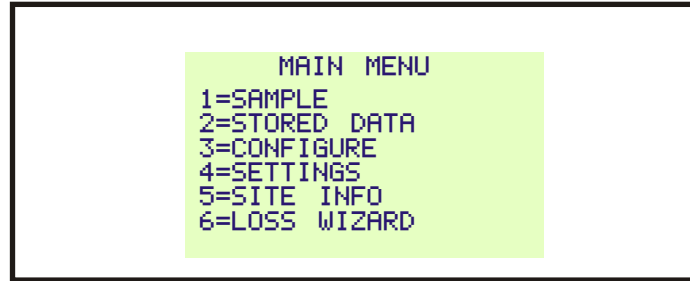 MAIN MENU
1=SAMPLE
2=STORED DATA
3=CONFIGURE
4=SETTINGS
5=SITE INFO
6=LOSS WIZARD